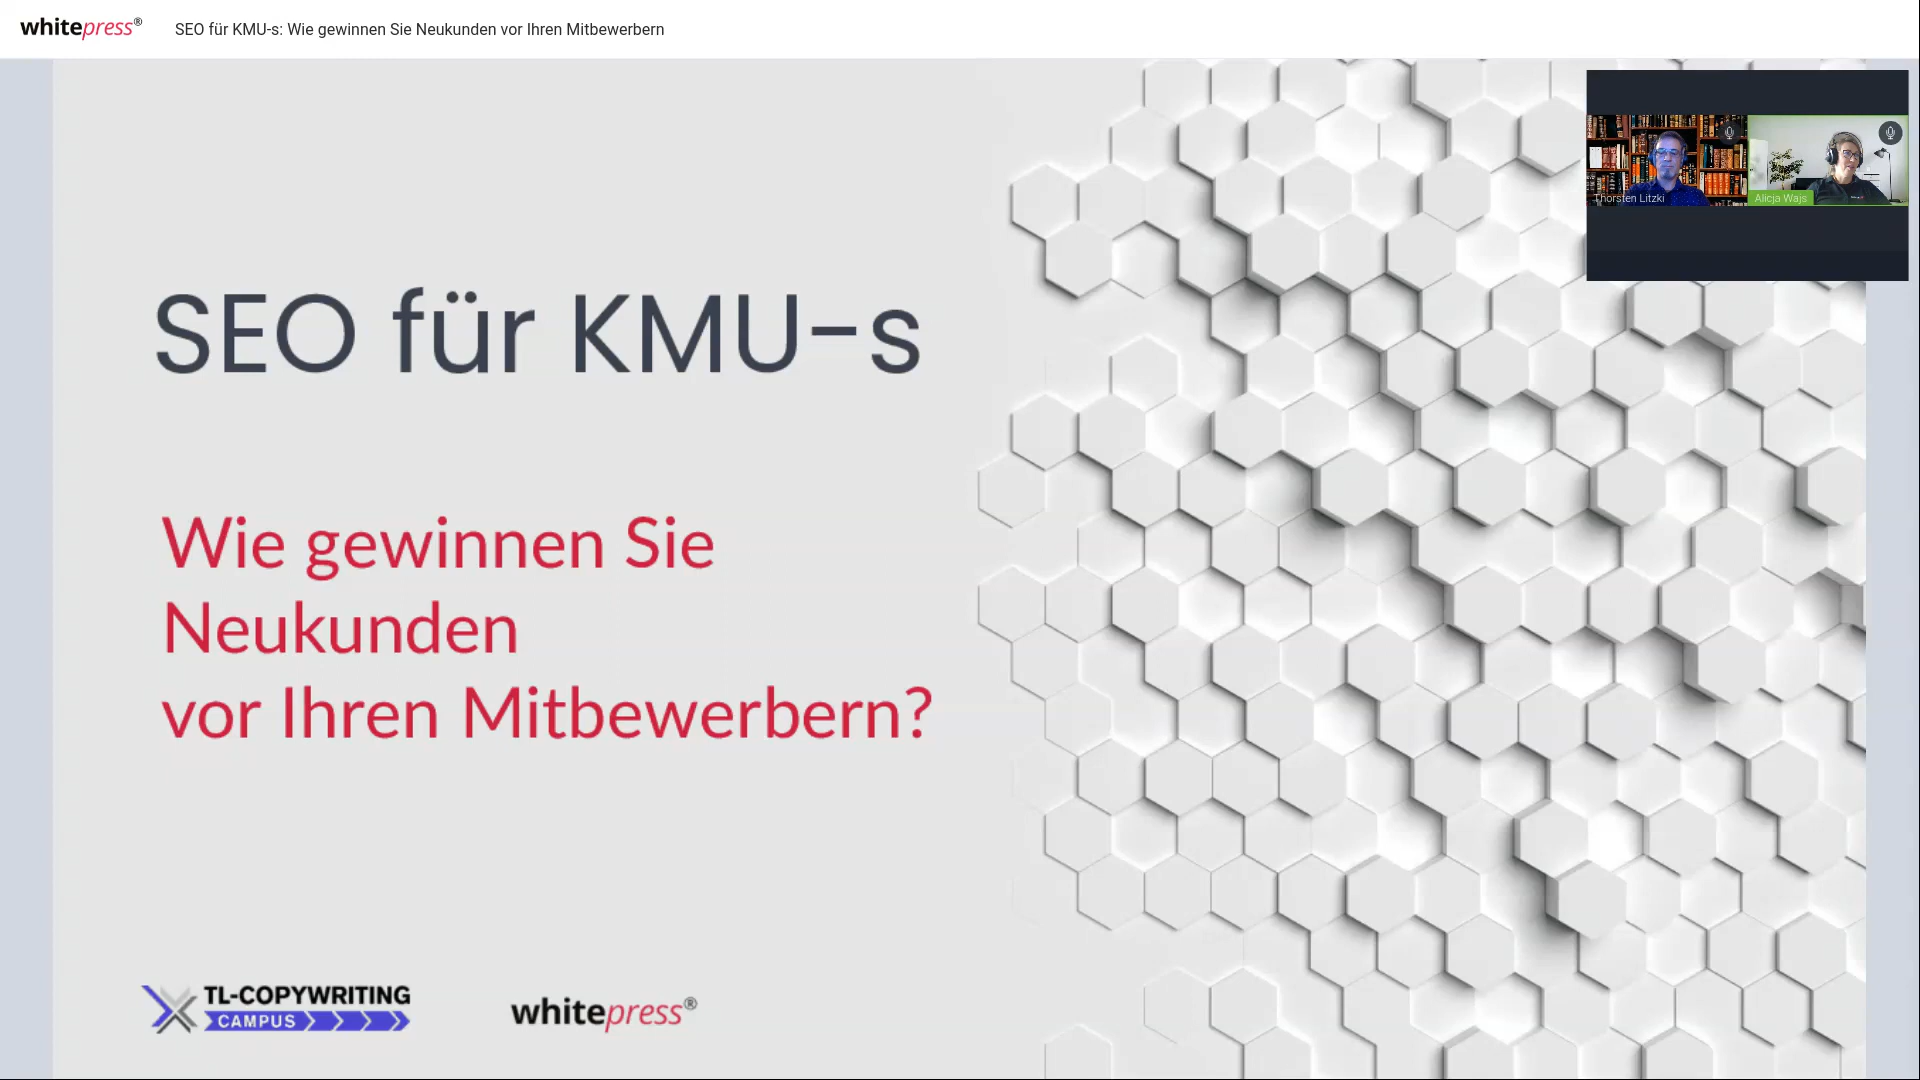 whitepress®
SEO für KMU-s: Wie gewinnen Sie Neukunden vor Ihren Mitbewerbern
Thorsten Litzki
Alicja Wajs
SEO für KMU-s
Wie gewinnen Sie
Neukunden
vor Ihren Mitbewerbern?
TL-COPYWRITING
CAMPUS
whitepress®